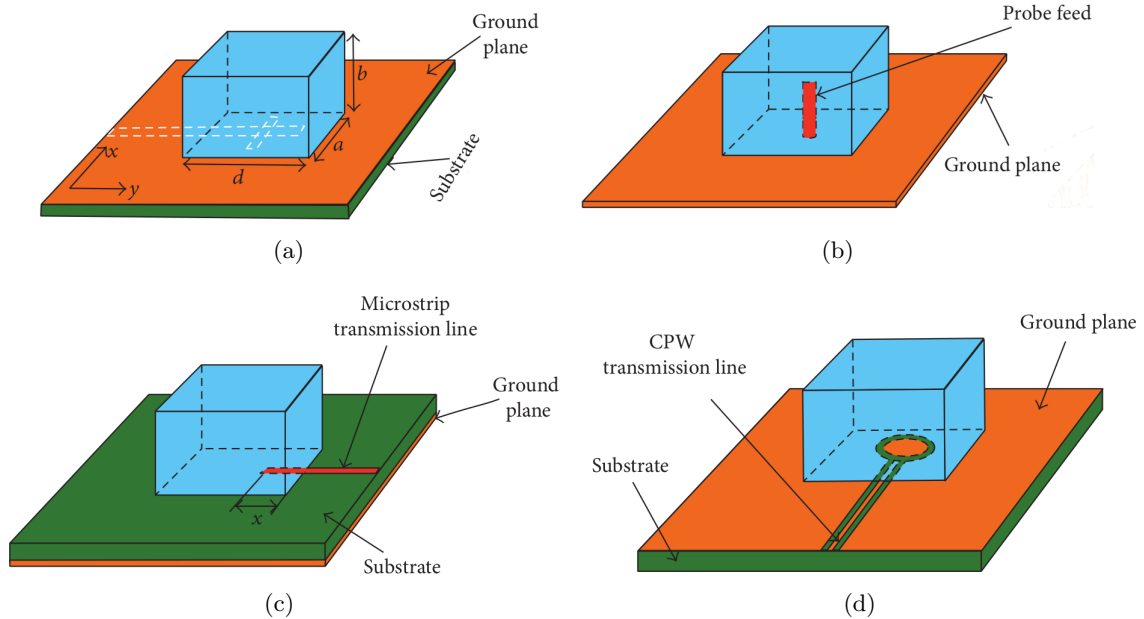 Ground
plane
b
x
a
d
y
Substrate
(a)
Probe feed
Ground plane
(b)
Microstrip
transmission line
Ground
plane
x
Substrate
(c)
CPW
transmission line
Ground plane
Substrate
(d)